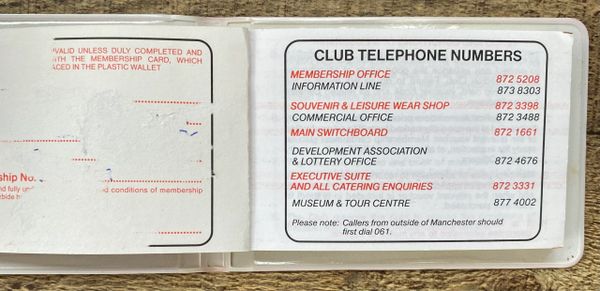 VALID UNLESS DULY COMPLETED AND
WITH THE MEMBERSHIP CARD, WHICH
IN THE PLASTIC WALLET
ship No.
conditions of membership
CLUB TELEPHONE NUMBERS
MEMBERSHIP OFFICE 872 5208
INFORMATION LINE 873 8303
SOUVENIR & LEISURE WEAR SHOP 872 3398
COMMERCIAL OFFICE 872 3488
MAIN SWITCHBOARD 872 1661
DEVELOPMENT ASSOCIATION
& LOTTERY OFFICE 872 4676
EXECUTIVE SUITE
AND ALL CATERING ENQUIRIES 872 3331
MUSEUM & TOUR CENTRE 877 4002
Please note: Callers from outside of Manchester should
first dial 061.